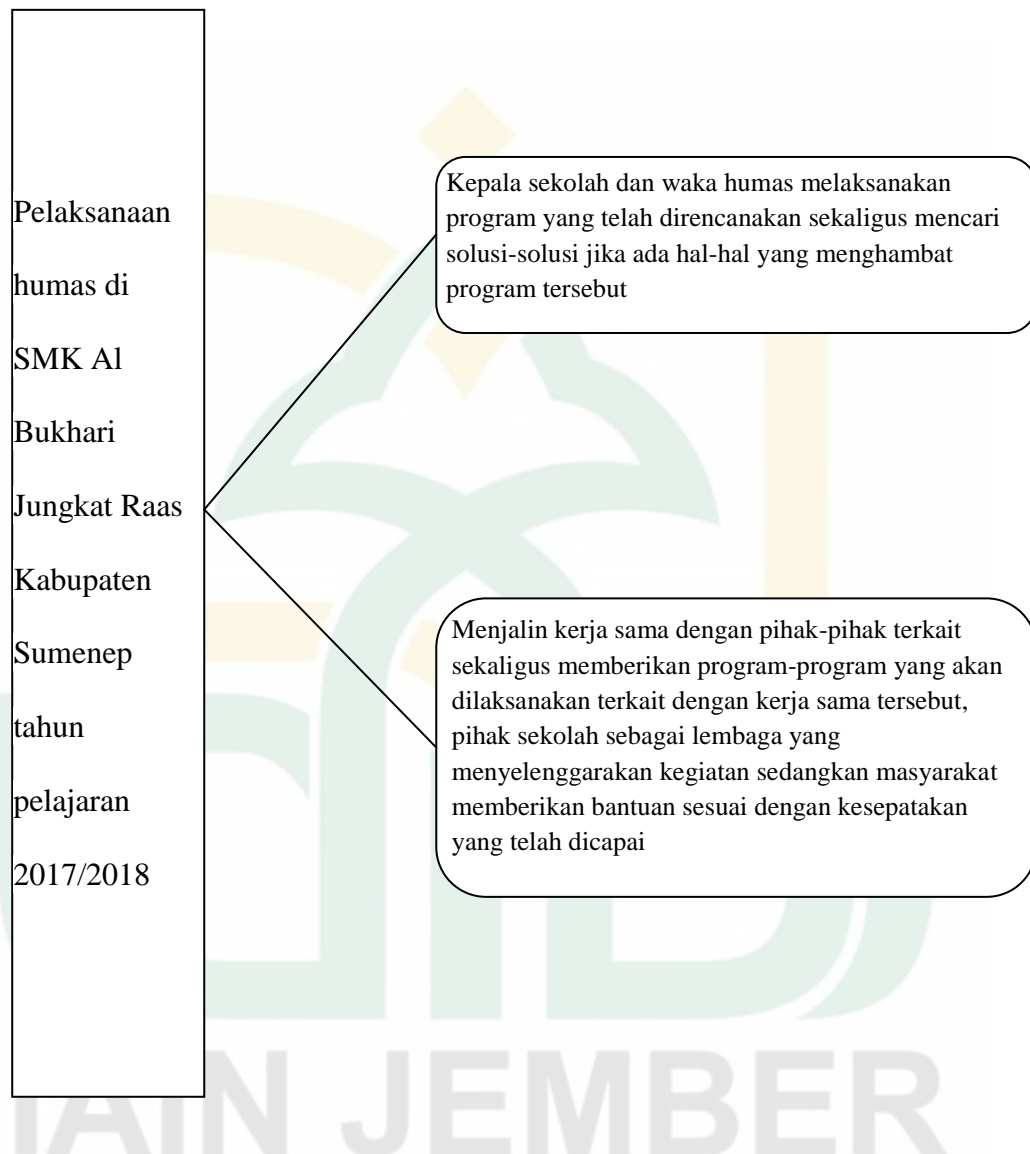 Pelaksanaan
humas di
SMK Al
Bukhari
Jungkat Raas
Kabupaten
Sumenep
tahun
pelajaran
2017/2018
Kepala sekolah dan waka humas melaksanakan
program yang telah direncanakan sekaligus mencari
solusi-solusi jika ada hal-hal yang menghambat
program tersebut
Menjalin kerja sama dengan pihak-pihak terkait
sekaligus memberikan program-program yang akan
dilaksanakan terkait dengan kerja sama tersebut,
pihak sekolah sebagai lembaga yang
menyelenggarakan kegiatan sedangkan masyarakat
memberikan bantuan sesuai dengan kesepatakan
yang telah dicapai
IAIN JEMBER